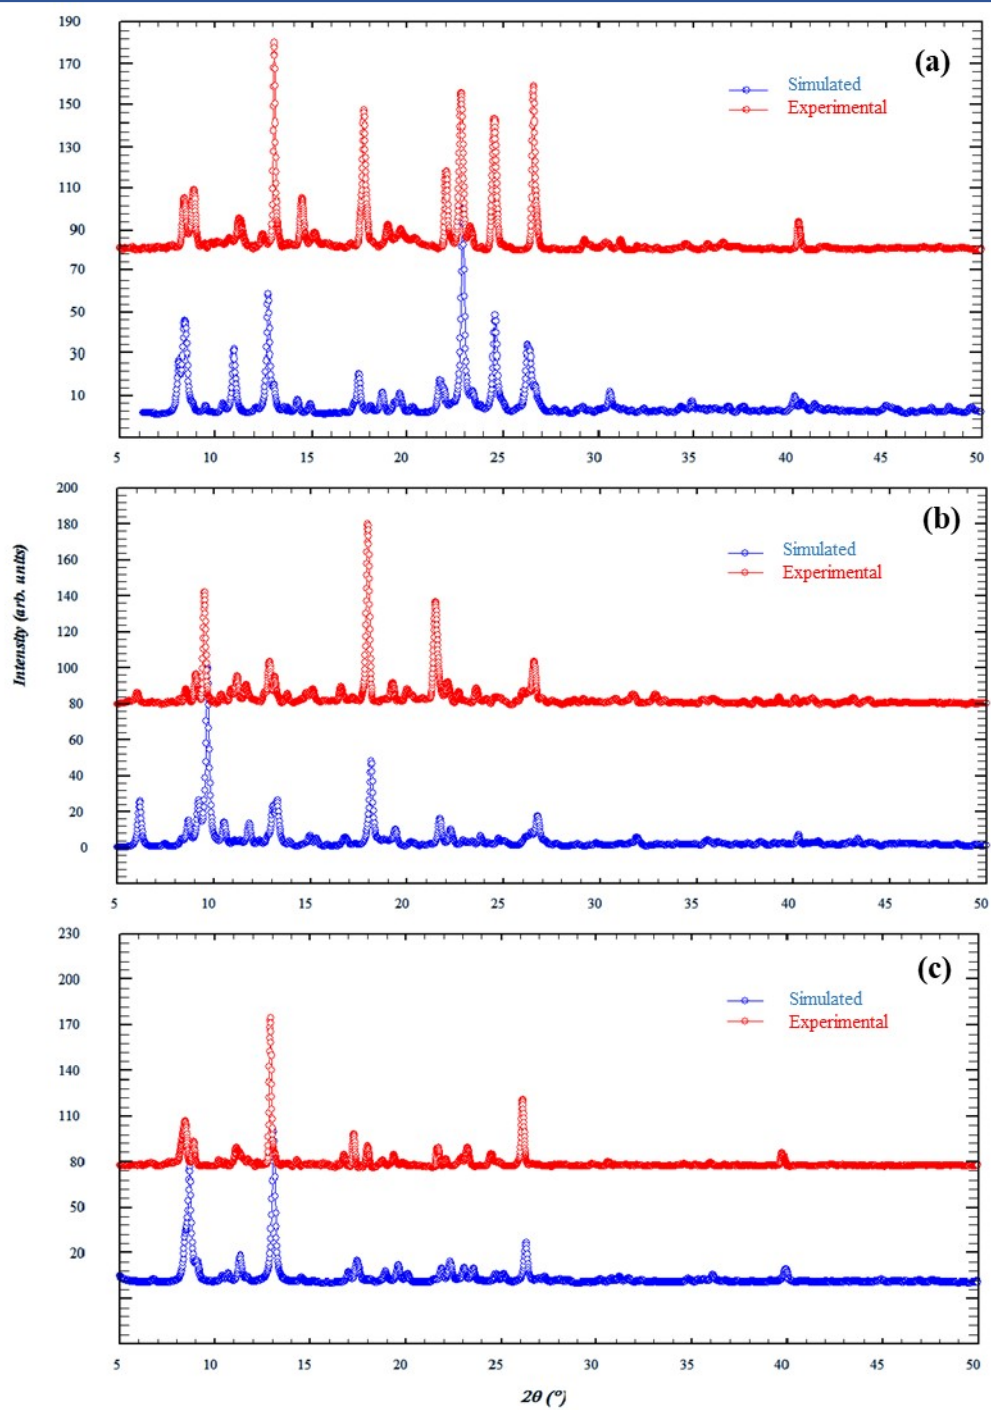 190
170
150
130
110
90
70
50
30
10
(a)
Simulated
Experimental
5 10 15 20 25 30 35 40 45 50
200
180
160
140
120
100
80
60
40
20
0
(b)
Simulated
Experimental
5 10 15 20 25 30 35 40 45 50
Intensity (arb. units)
230
200
170
140
110
80
50
20
(c)
Simulated
Experimental
5 10 15 20 25 30 35 40 45 50
2θ (°)